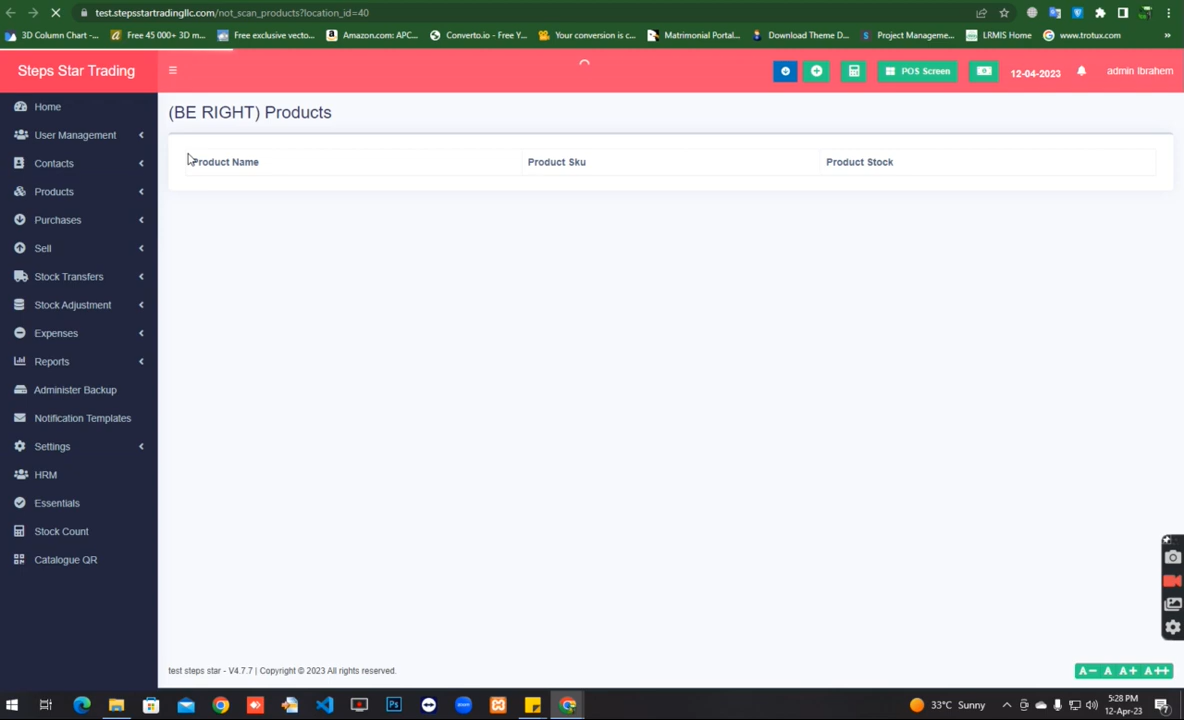 test.stepsstartradingllc.com/not_scan_products?location_id=40
3D Column Chart -... Free 45 000+ 3D m... Free exclusive vecto... Amazon.com: APC... Converto.io - Free Y... Your conversion is c... Matrimonial Portal... Download Theme D... Project Manageme... LRMIS Home www.trotux.com »
Steps Star Trading
POS Screen 12-04-2023 admin Ibrahem
Home
User Management
Contacts
Products
Purchases
Sell
Stock Transfers
Stock Adjustment
Expenses
Reports
Administer Backup
Notification Templates
Settings
HRM
Essentials
Stock Count
Catalogue QR
(BE RIGHT) Products
Product Name Product Sku Product Stock
test steps star - V4.7.7 | Copyright © 2023 All rights reserved.
A- A A+ A++
33°C Sunny
5:28 PM
12-Apr-23
7